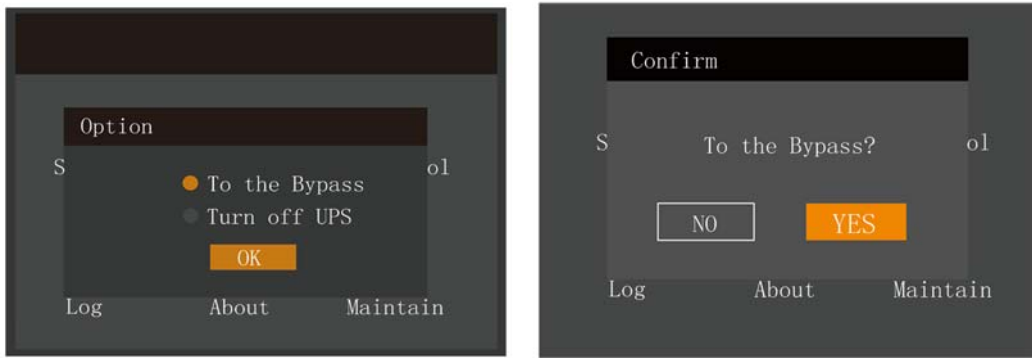 Option
S
ol
To the Bypass
Turn off UPS
OK
Log About Maintain
Confirm
S
To the Bypass?
ol
NO YES
Log About Maintain